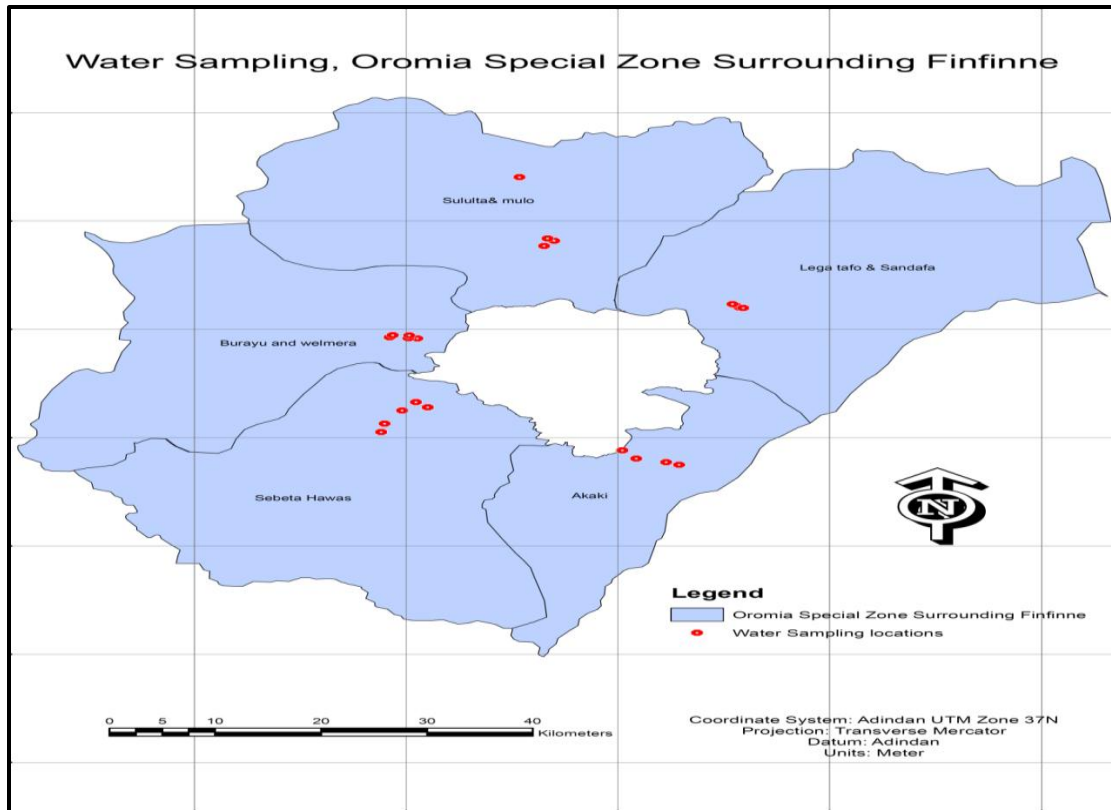 Water Sampling, Oromia Special Zone Surrounding Finfinne
Sululta& mulo
Lega tafo & Sandafa
Burayu and welmera
Sebeta Hawas
Akaki
N
Legend
Oromia Special Zone Surrounding Finfinne
Water Sampling locations
0 5 10 20 30 40
Kilometers
Coordinate System: Adindan UTM Zone 37N
Projection: Transverse Mercator
Datum: Adindan
Units: Meter